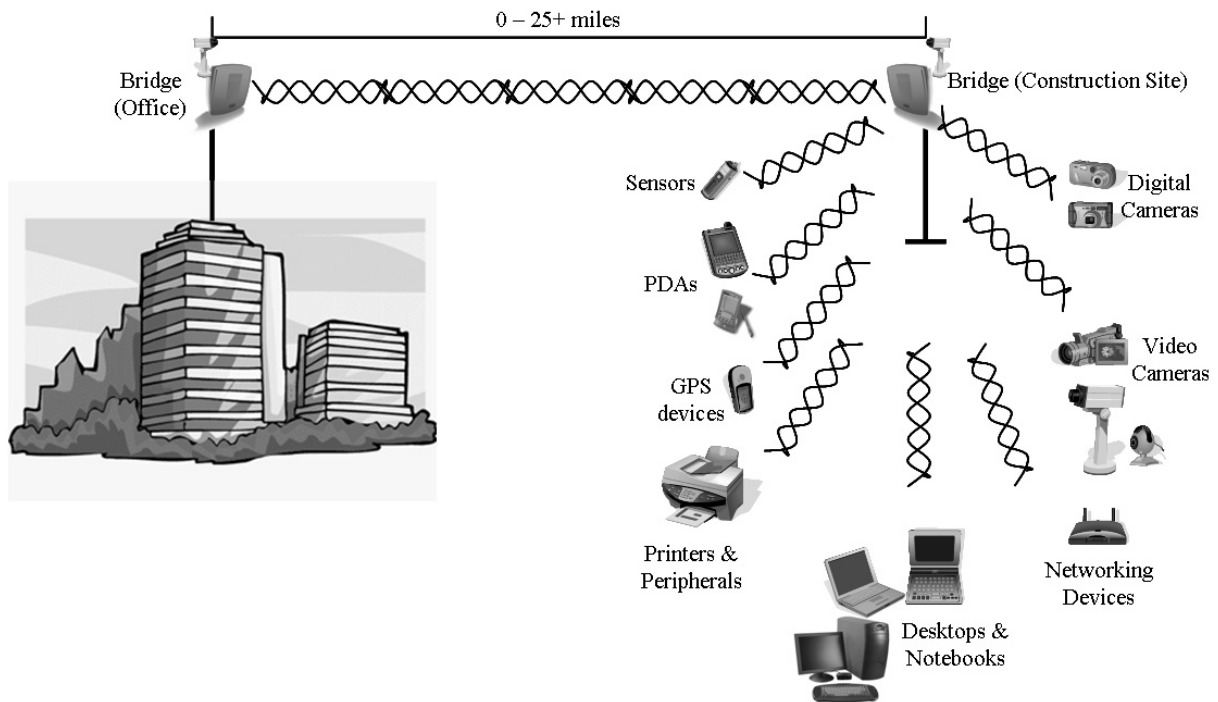 0 – 25+ miles
Bridge
(Office)
Bridge (Construction Site)
Sensors
Digital
Cameras
PDAs
Video
Cameras
GPS
devices
Printers &
Peripherals
Networking
Devices
Desktops &
Notebooks